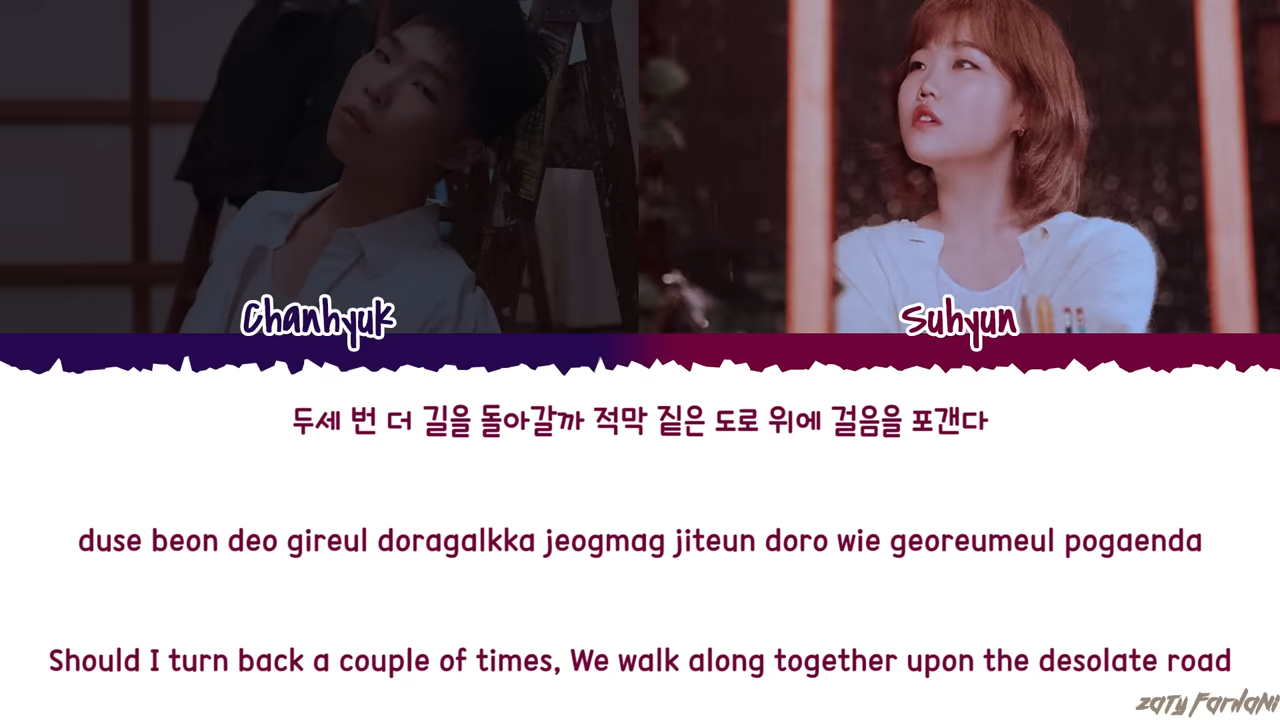 Chanhyuk
Suhyun
두세 번 더 길을 돌아갈까 적막 짙은 도로 위에 걸음을 포갠다
duse beon deo gireul doragalkka jeogmag jiteun doro wie georeumeul pogaenda
Should I turn back a couple of times, We walk along together upon the desolate road
ZATY FARHANI